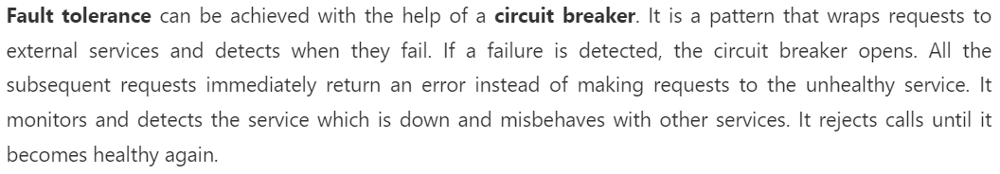 Fault tolerance can be achieved with the help of a circuit breaker. It is a pattern that wraps requests to
external services and detects when they fail. If a failure is detected, the circuit breaker opens. All the
subsequent requests immediately return an error instead of making requests to the unhealthy service. It
monitors and detects the service which is down and misbehaves with other services. It rejects calls until it
becomes healthy again.